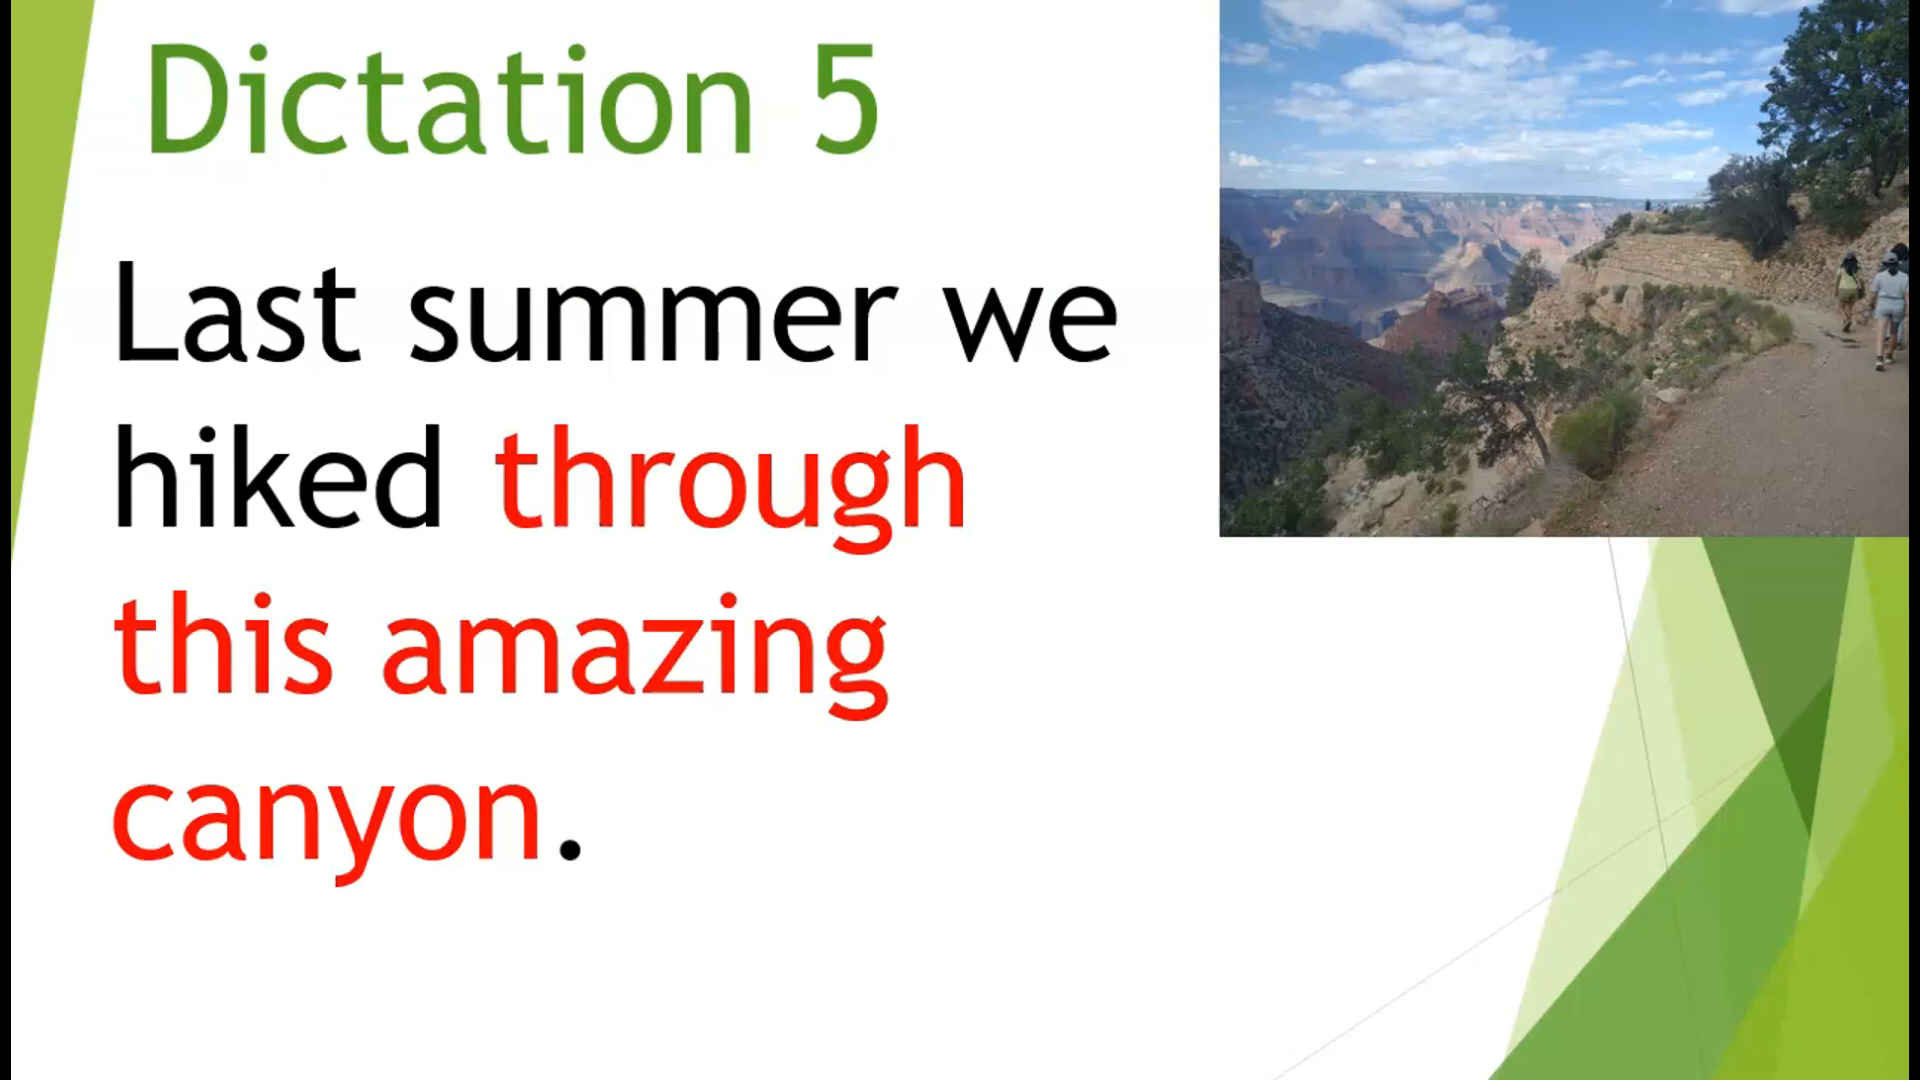 Dictation 5
Last summer we
hiked through
this amazing
canyon.